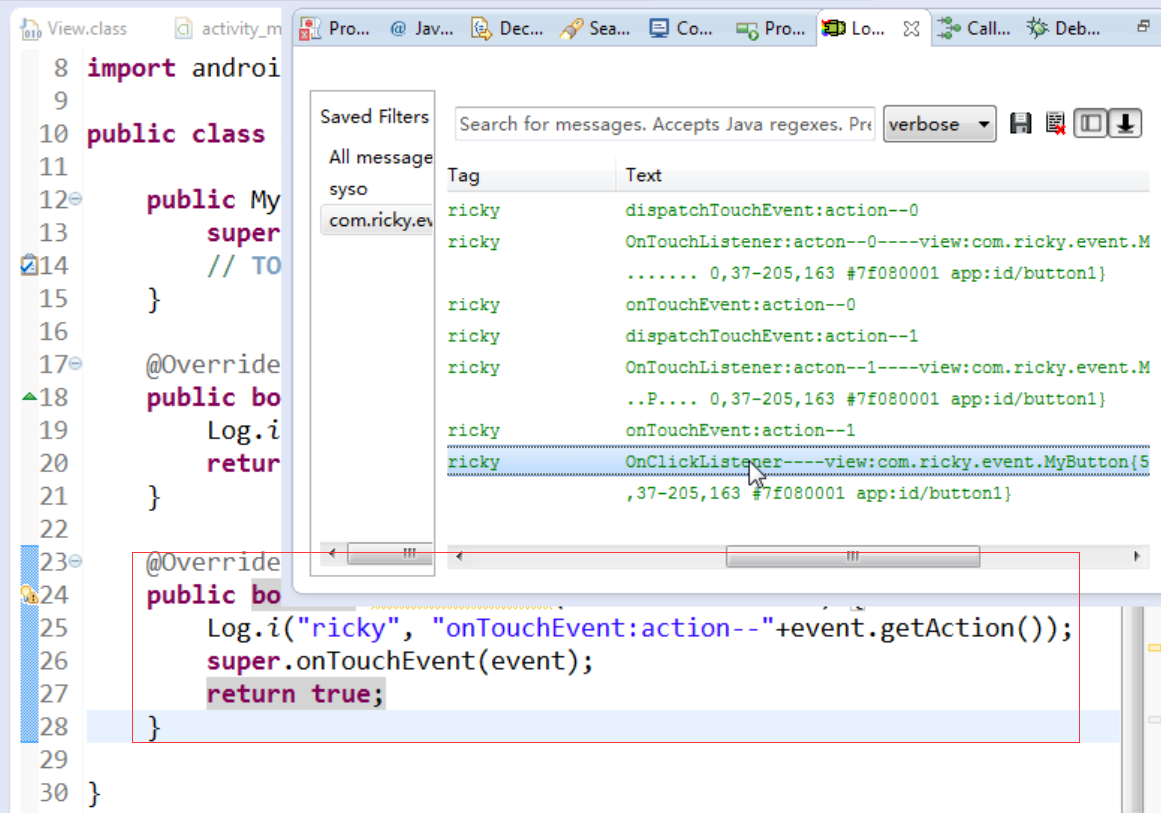 View.class
activity_m
Pro...
@ Jav...
Dec...
Sea...
Co...
Pro...
Lo...
Call...
Deb...
8 import androi
9
10 public class
11
12 public My
13 super
14 // TO
15 }
16
17 @Override
18 public bo
19 Log.i
20 retur
21 }
22
23 @Override
24 public bo
25 Log.i("ricky", "onTouchEvent:action--"+event.getAction());
26 super.onTouchEvent(event);
27 return true;
28 }
29
30 }
Saved Filters
All message
syso
com.ricky.ev
Search for messages. Accepts Java regexes. Pre
verbose
Tag Text
ricky dispatchTouchEvent:action--0
ricky OnTouchListener:acton--0----view:com.ricky.event.M
....... 0,37-205,163 #7f080001 app:id/button1}
ricky onTouchEvent:action--0
ricky dispatchTouchEvent:action--1
ricky OnTouchListener:acton--1----view:com.ricky.event.M
..P.... 0,37-205,163 #7f080001 app:id/button1}
ricky onTouchEvent:action--1
ricky OnClickListener----view:com.ricky.event.MyButton{5
,37-205,163 #7f080001 app:id/button1}